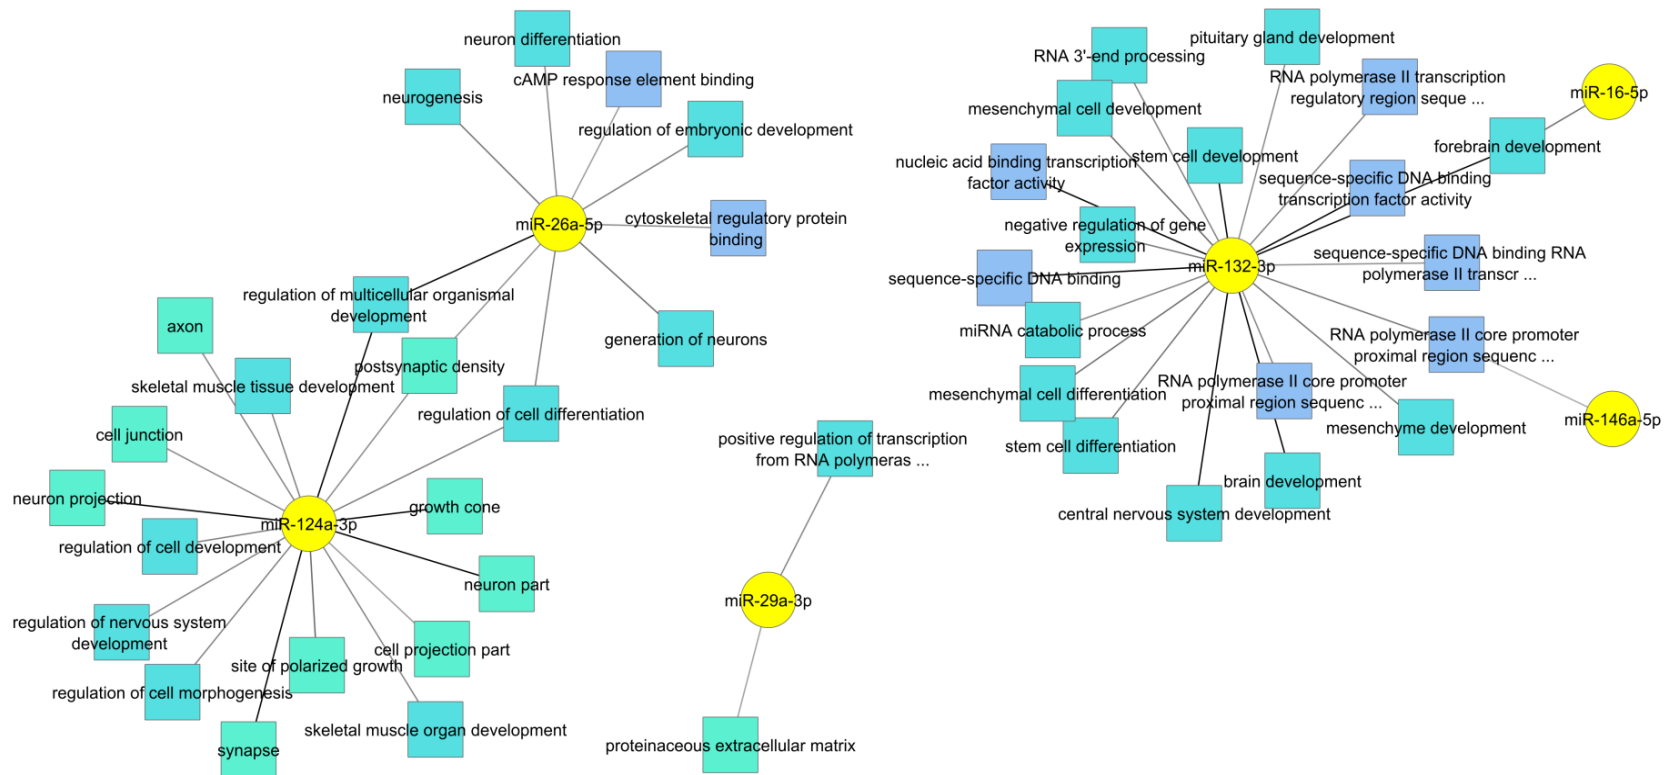 neuron differentiation
cAMP response element binding
neurogenesis
regulation of embryonic development
miR-26a-5p
cytoskeletal regulatory protein
binding
regulation of multicellular organismal
development
axon
generation of neurons
postsynaptic density
skeletal muscle tissue development
regulation of cell differentiation
cell junction
neuron projection
growth cone
miR-124a-3p
regulation of cell development
neuron part
regulation of nervous system
development
cell projection part
site of polarized growth
regulation of cell morphogenesis
skeletal muscle organ development
synapse
positive regulation of transcription
from RNA polymeras ...
miR-29a-3p
proteinaceous extracellular matrix
pituitary gland development
RNA 3'-end processing
RNA polymerase II transcription
regulatory region seque ...
miR-16-5p
mesenchymal cell development
forebrain development
stem cell development
nucleic acid binding transcription
factor activity
sequence-specific DNA binding
transcription factor activity
negative regulation of gene
expression
miR-132-3p
sequence-specific DNA binding RNA
polymerase II transcr ...
sequence-specific DNA binding
miRNA catabolic process
RNA polymerase II core promoter
proximal region sequenc ...
RNA polymerase II core promoter
proximal region sequenc ...
mesenchymal cell differentiation
miR-146a-5p
mesenchyme development
stem cell differentiation
brain development
central nervous system development